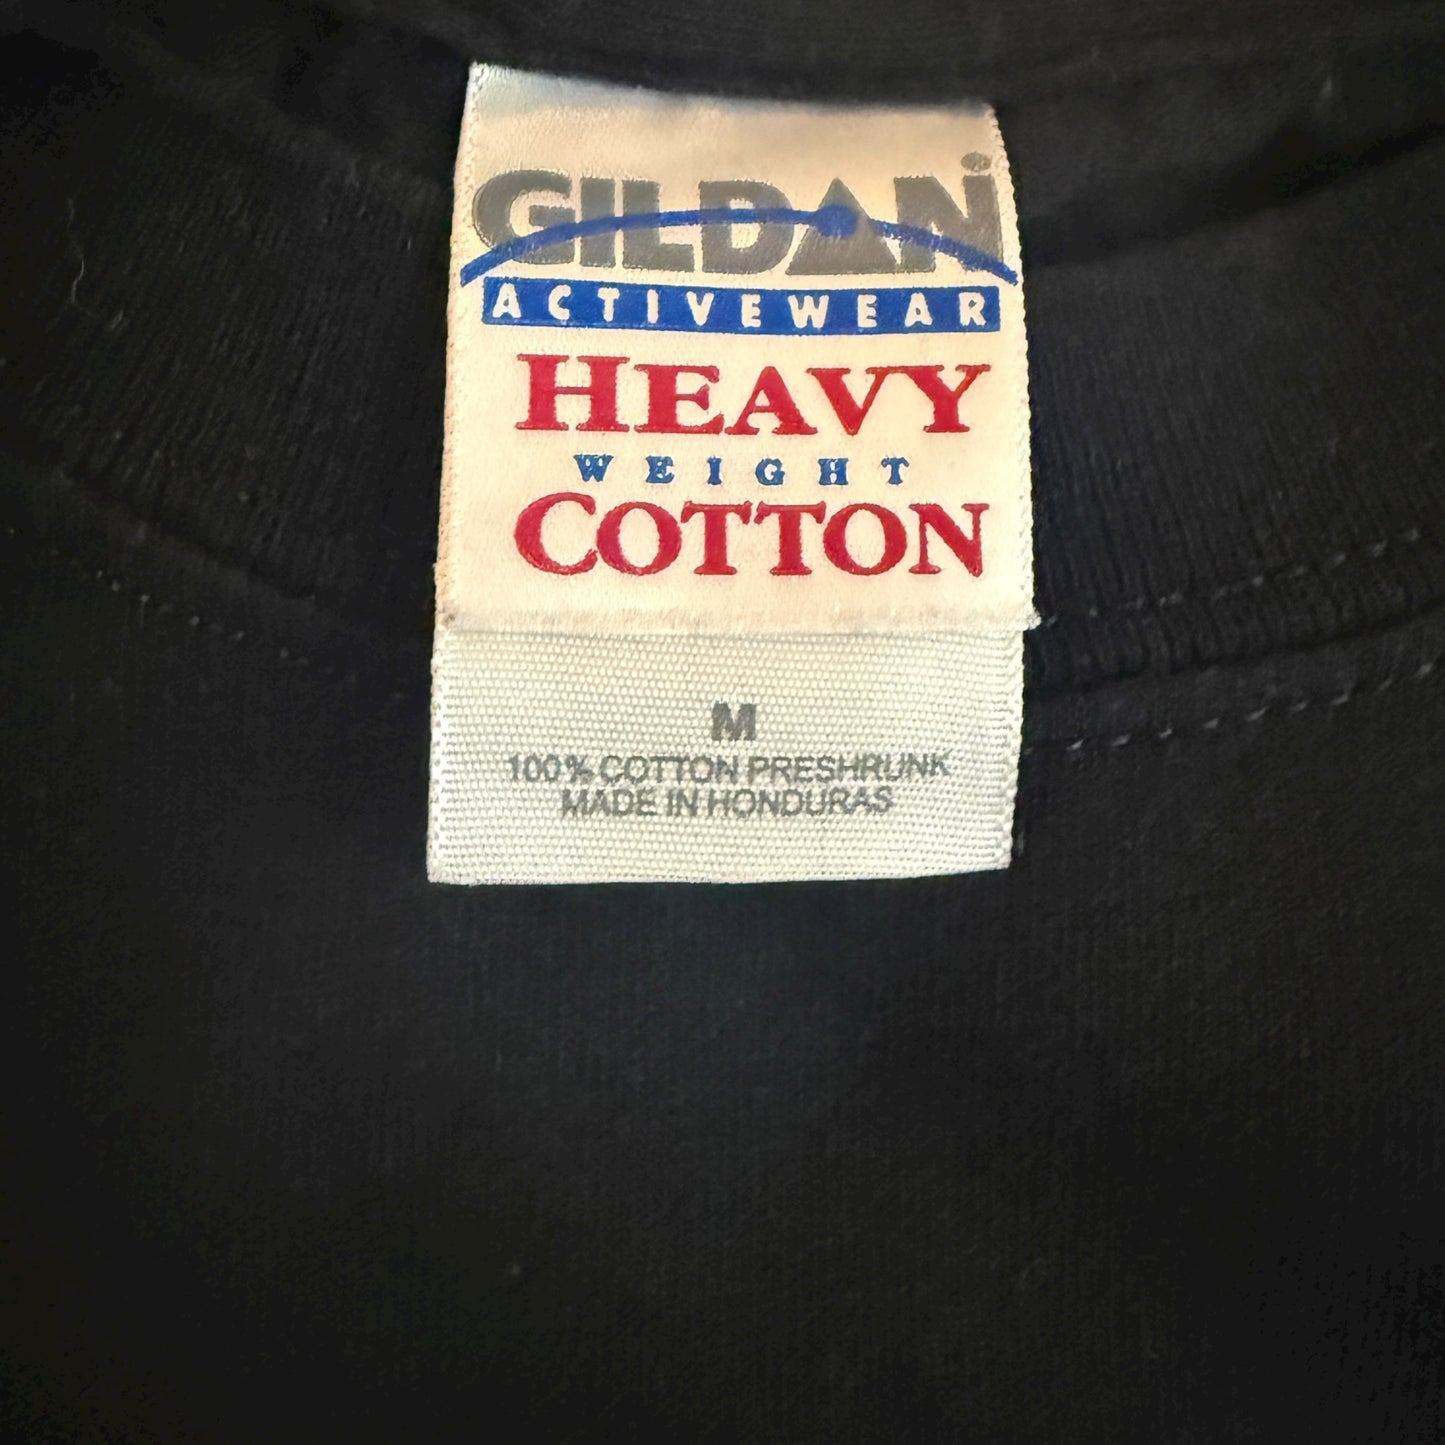 GILDAN
ACTIVEWEAR
HEAVY
WEIGHT
COTTON
M
100% COTTON PRESHRUNK
MADE IN HONDURAS